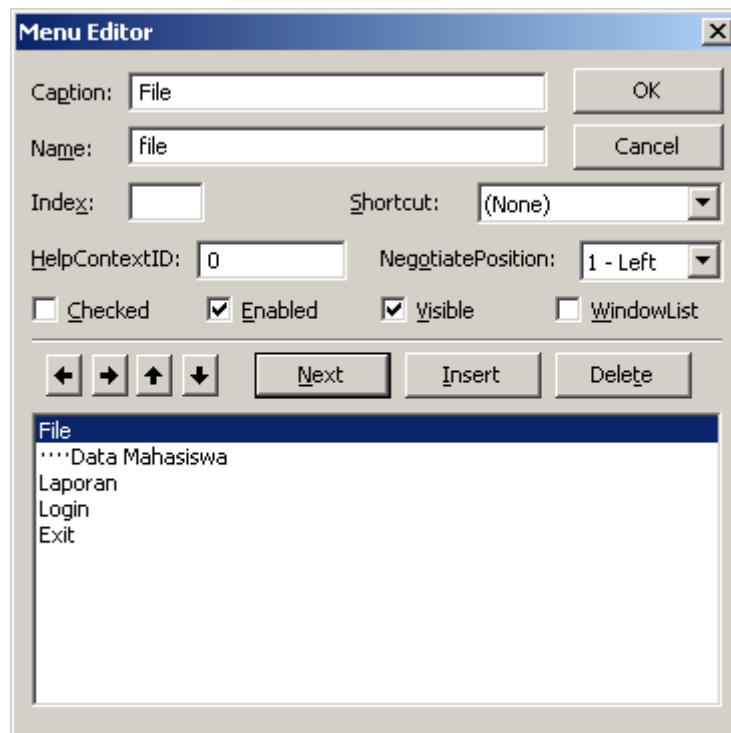 Menu Editor
Caption: File OK
Name: file Cancel
Index: Shortcut: (None)
HelpContextID: 0 NegotiatePosition: 1 - Left
Checked Enabled Visible WindowList
Next Insert Delete
File
····Data Mahasiswa
Laporan
Login
Exit